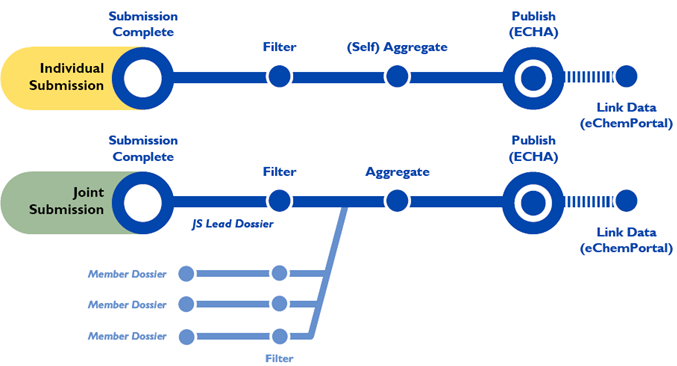 Submission
Complete
Filter
(Self) Aggregate
Publish
(ECHA)
Individual
Submission
Link Data
(eChemPortal)
Submission
Complete
Filter
Aggregate
Publish
(ECHA)
Joint
Submission
JS Lead Dossier
Link Data
(eChemPortal)
Member Dossier
Member Dossier
Member Dossier
Filter